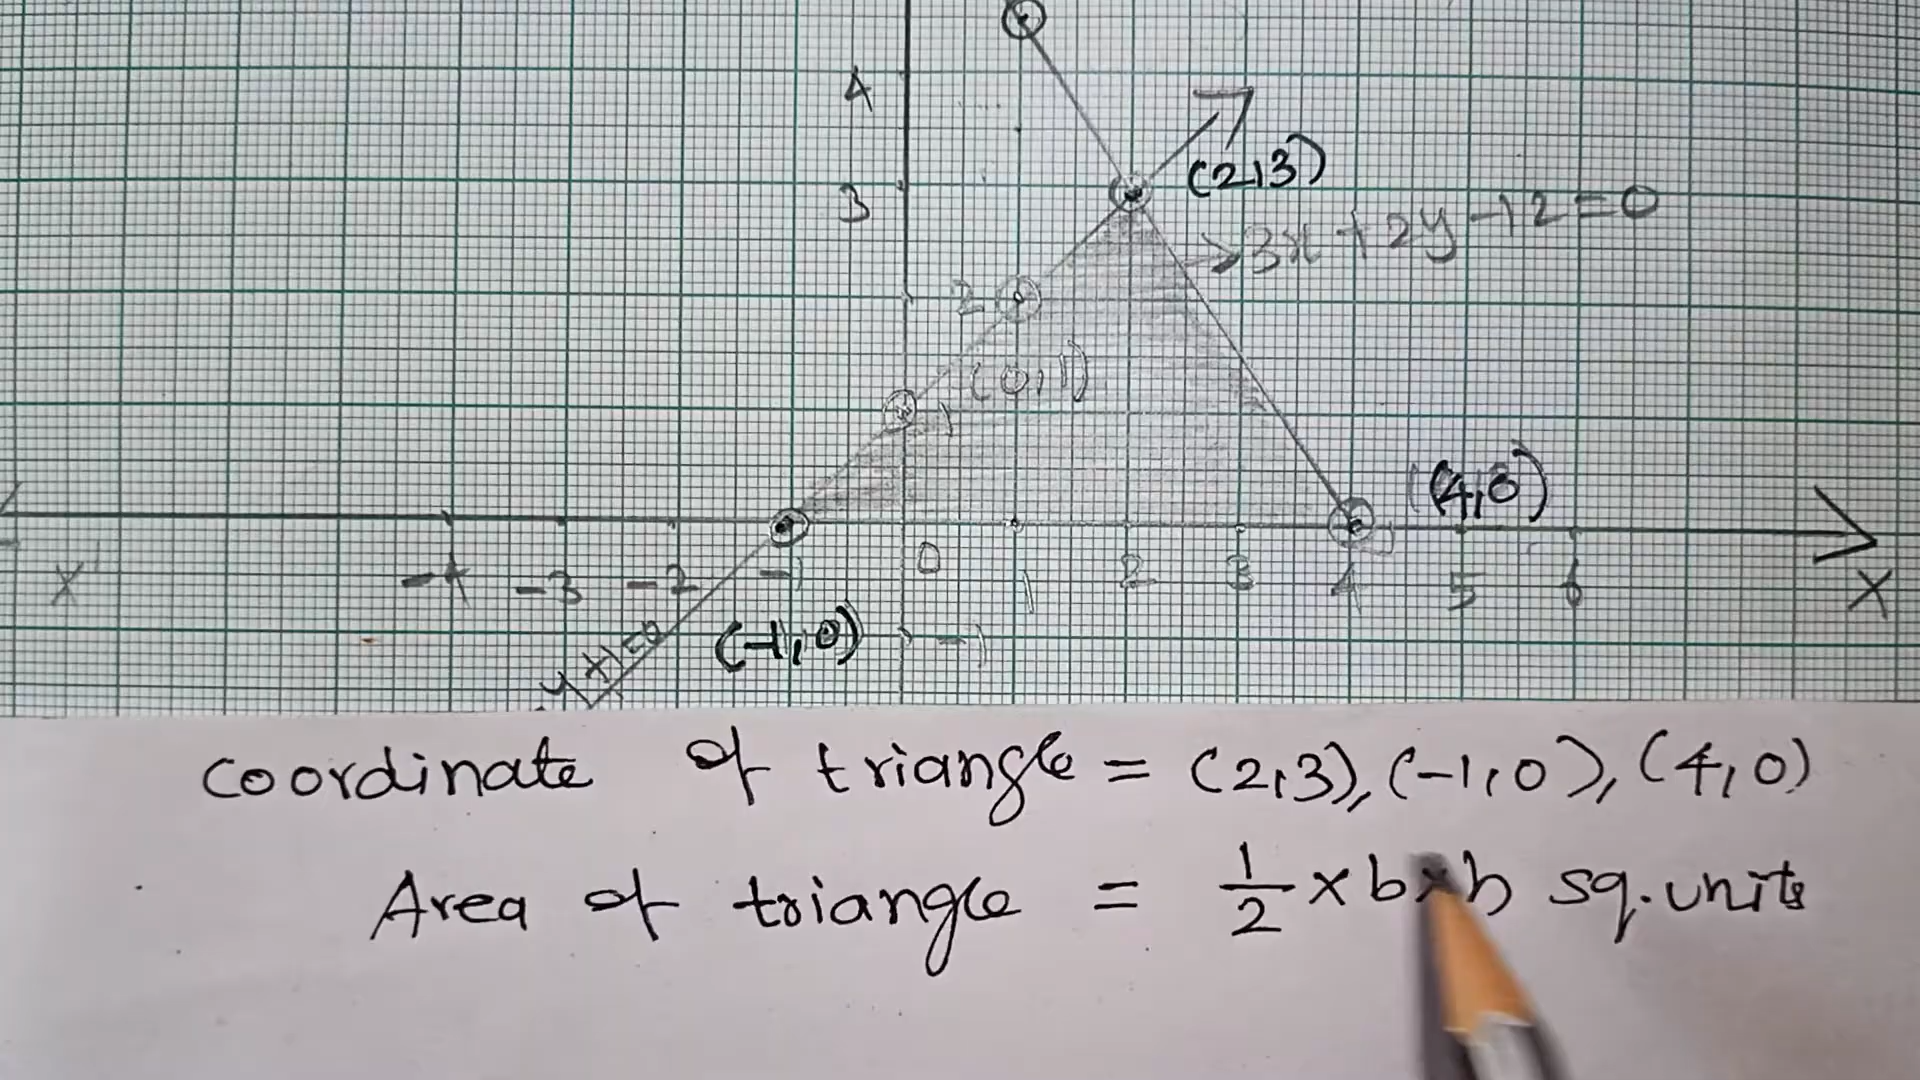 4
(2,3)
3
→3x+2y-12=0
2
(0,1)
1
(4,0)
X'
-4 -3 -2 -1 0 1 2 3 4 5 6 X
(-1,0) -1
coordinate of triangle = (2,3), (-1,0), (4,0)
Area of triangle = 1/2 × b×h sq.units